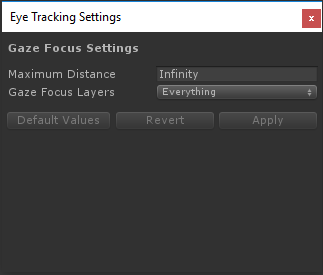 Eye Tracking Settings
x
Gaze Focus Settings
Maximum Distance Infinity
Gaze Focus Layers Everything
Default Values Revert Apply